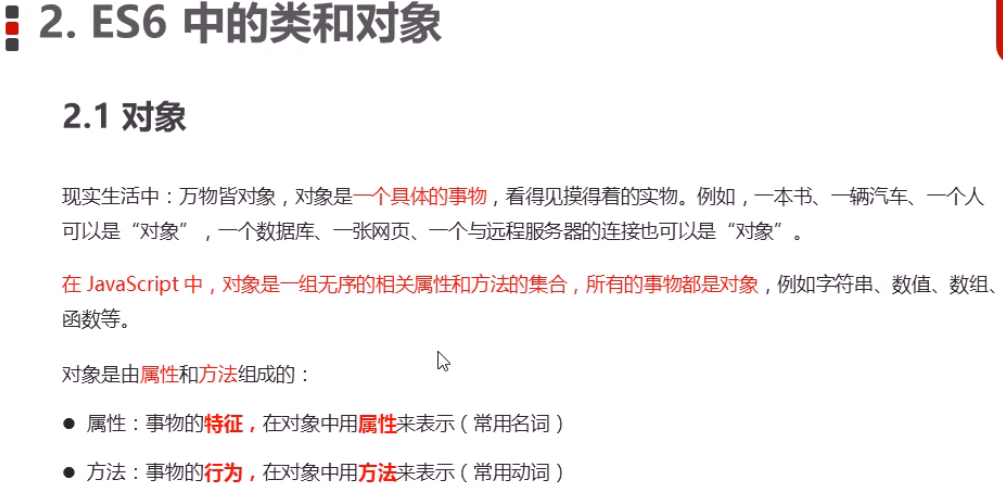 2. ES6 中的类和对象
2.1 对象
现实生活中：万物皆对象，对象是一个具体的事物，看得见摸得着的实物。例如，一本书、一辆汽车、一个人
可以是“对象”，一个数据库、一张网页、一个与远程服务器的连接也可以是“对象”。
在 JavaScript 中，对象是一组无序的相关属性和方法的集合，所有的事物都是对象，例如字符串、数值、数组、
函数等。
对象是由属性和方法组成的：
● 属性：事物的特征，在对象中用属性来表示（常用名词）
● 方法：事物的行为，在对象中用方法来表示（常用动词）